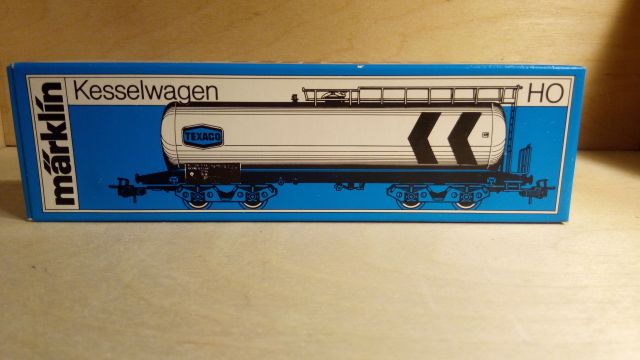 märklin
Kesselwagen
HO
TEXACO